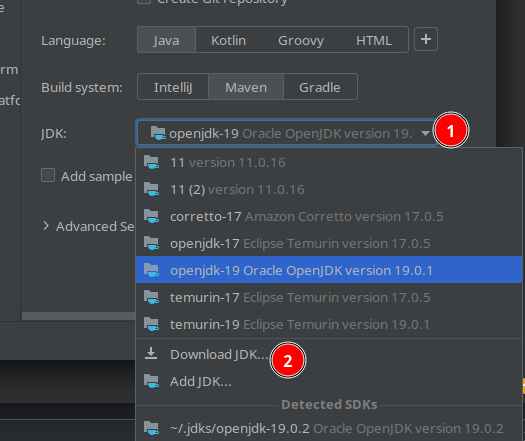 Create Git repository
Language: Java Kotlin Groovy HTML +
rm
Build system: IntelliJ Maven Gradle
atfo
JDK: openjdk-19 Oracle OpenJDK version 19. 1
11 version 11.0.16
Add sample 11 (2) version 11.0.16
corretto-17 Amazon Corretto version 17.0.5
Advanced Se openjdk-17 Eclipse Temurin version 17.0.5
openjdk-19 Oracle OpenJDK version 19.0.1
temurin-17 Eclipse Temurin version 17.0.5
temurin-19 Eclipse Temurin version 19.0.1
Download JDK... 2
Add JDK...
Detected SDKs
~/.jdks/openjdk-19.0.2 Oracle OpenJDK version 19.0.2